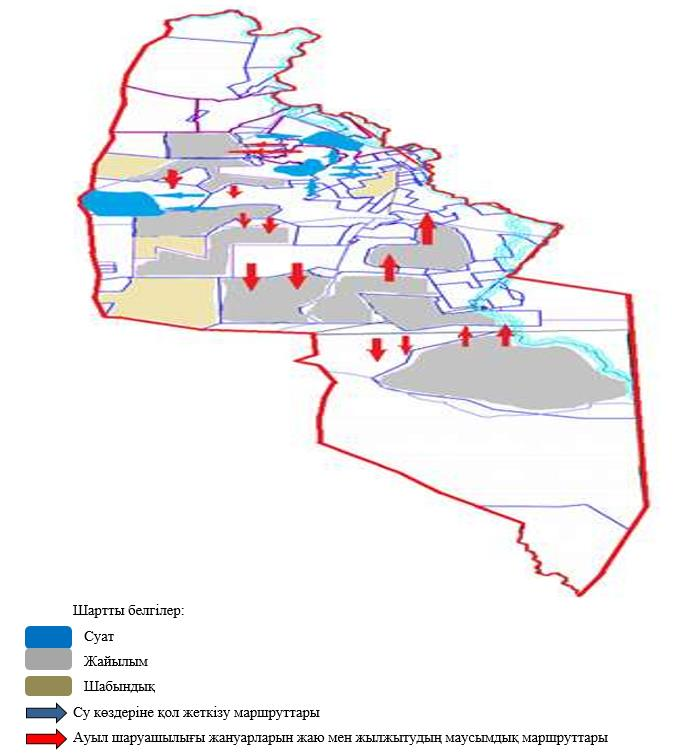 Шартты белгілер:
Суат
Жайылым
Шабындық
Су көздеріне қол жеткізу маршруттары
Ауыл шаруашылығы жануарларын жаю мен жылжытудың маусымдық маршруттары